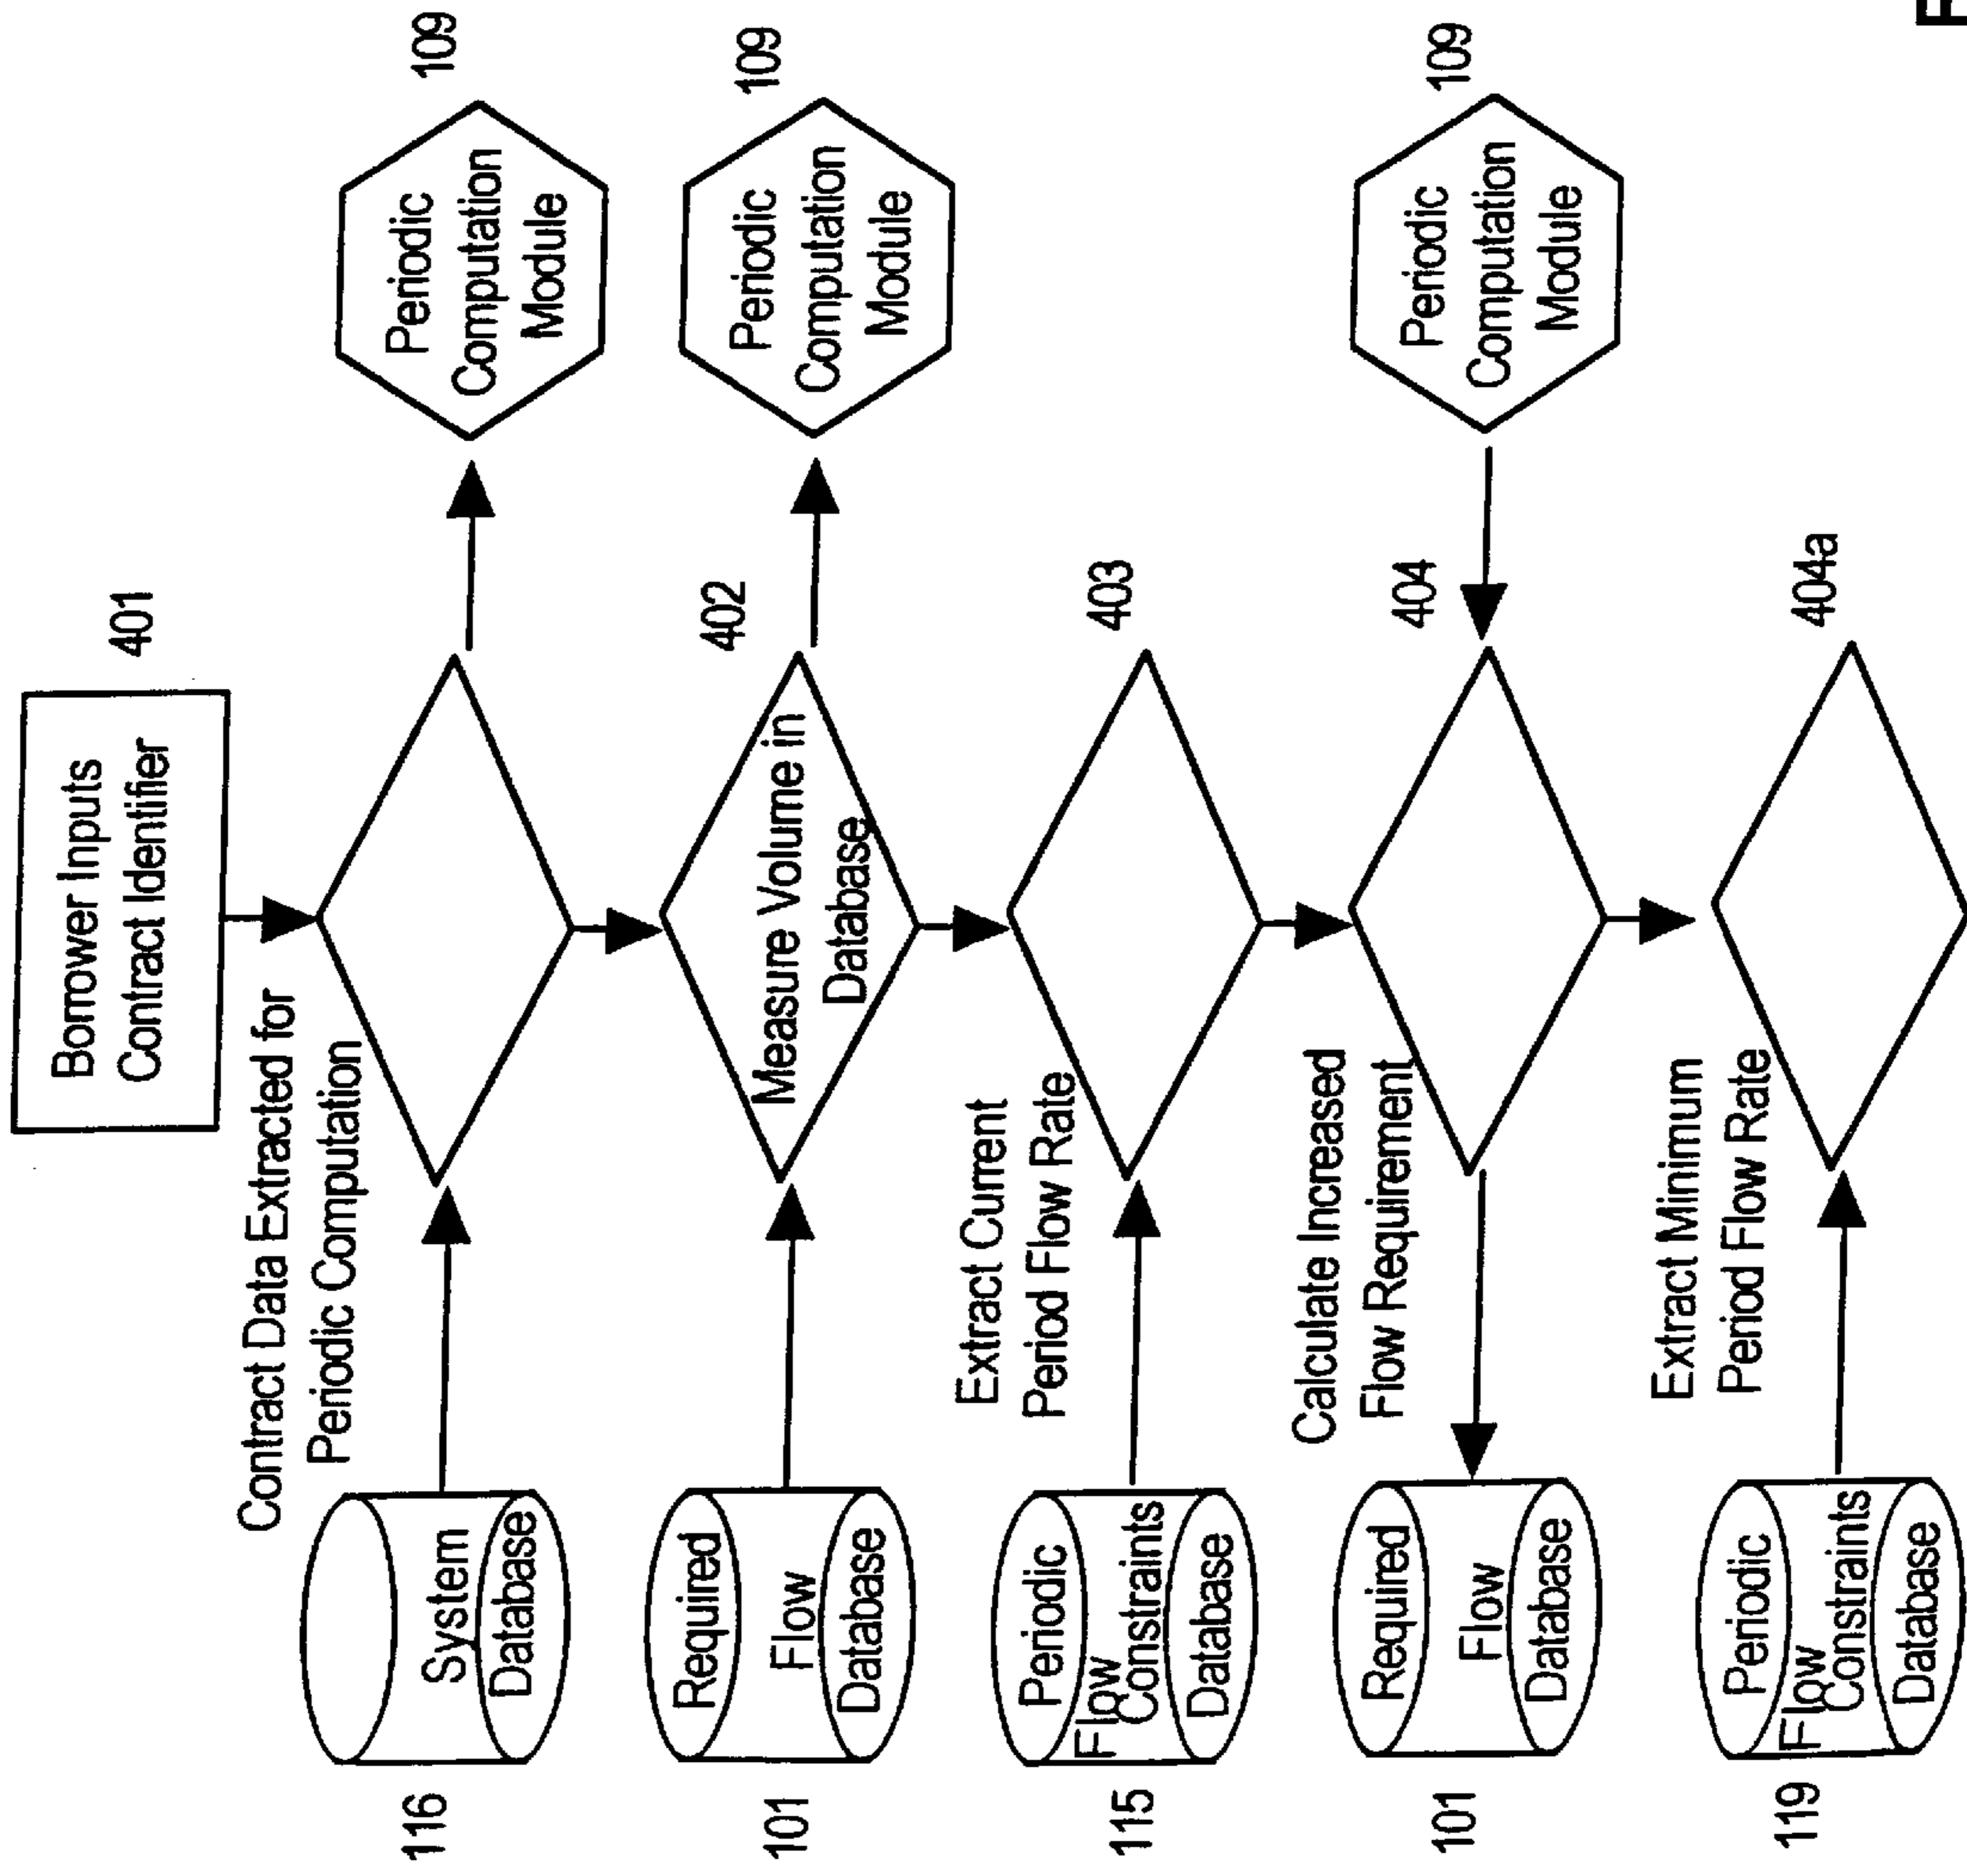 Borrower Inputs
Contract Identifier
401
Contract Data Extracted for
Periodic Computation
116
System
Database
Periodic
Computation
Module
109
101
Required
Flow
Database
Measure Volume in
Database
402
Periodic
Computation
Module
109
Extract Current
Period Flow Rate
115
Periodic
Flow
Constraints
Database
403
Calculate Increased
Flow Requirement
101
Required
Flow
Database
404
Periodic
Computation
Module
109
Extract Minimum
Period Flow Rate
119
Periodic
Flow
Constraints
Database
404a